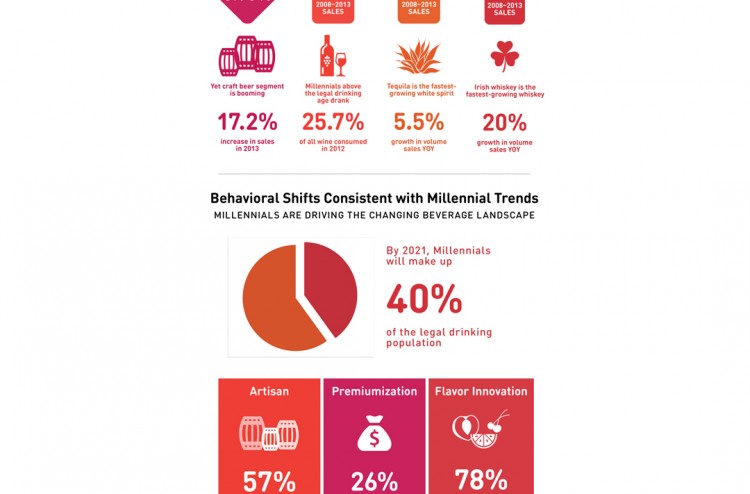 2008–2013
SALES
2008–2013
SALES
2008–2013
SALES
Yet craft beer segment
is booming
17.2%
increase in sales
in 2013
Millennials above
the legal drinking
age drank
25.7%
of all wine consumed
in 2012
Tequila is the fastest-
growing white spirit
5.5%
growth in volume
sales YOY
Irish whiskey is the
fastest-growing whiskey
20%
growth in volume
sales YOY
Behavioral Shifts Consistent with Millennial Trends
MILLENNIALS ARE DRIVING THE CHANGING BEVERAGE LANDSCAPE
By 2021, Millennials
will make up
40%
of the legal drinking
population
Artisan
57%
Premiumization
$
26%
Flavor Innovation
78%